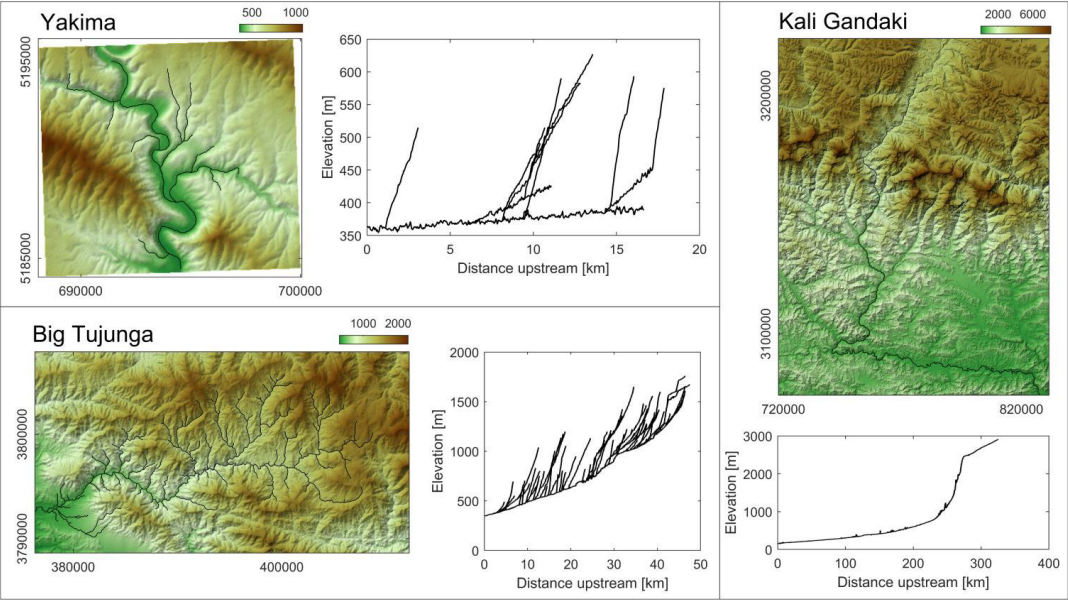 Yakima
500 1000
5195000
5185000
690000 700000
Elevation [m]
650
600
550
500
450
400
350
0 5 10 15 20
Distance upstream [km]
Big Tujunga
1000 2000
3800000
3790000
380000 400000
Elevation [m]
2000
1500
1000
500
0
0 10 20 30 40 50
Distance upstream [km]
Kali Gandaki
2000 6000
3200000
3100000
720000 820000
Elevation [m]
3000
2000
1000
0
0 100 200 300 400
Distance upstream [km]